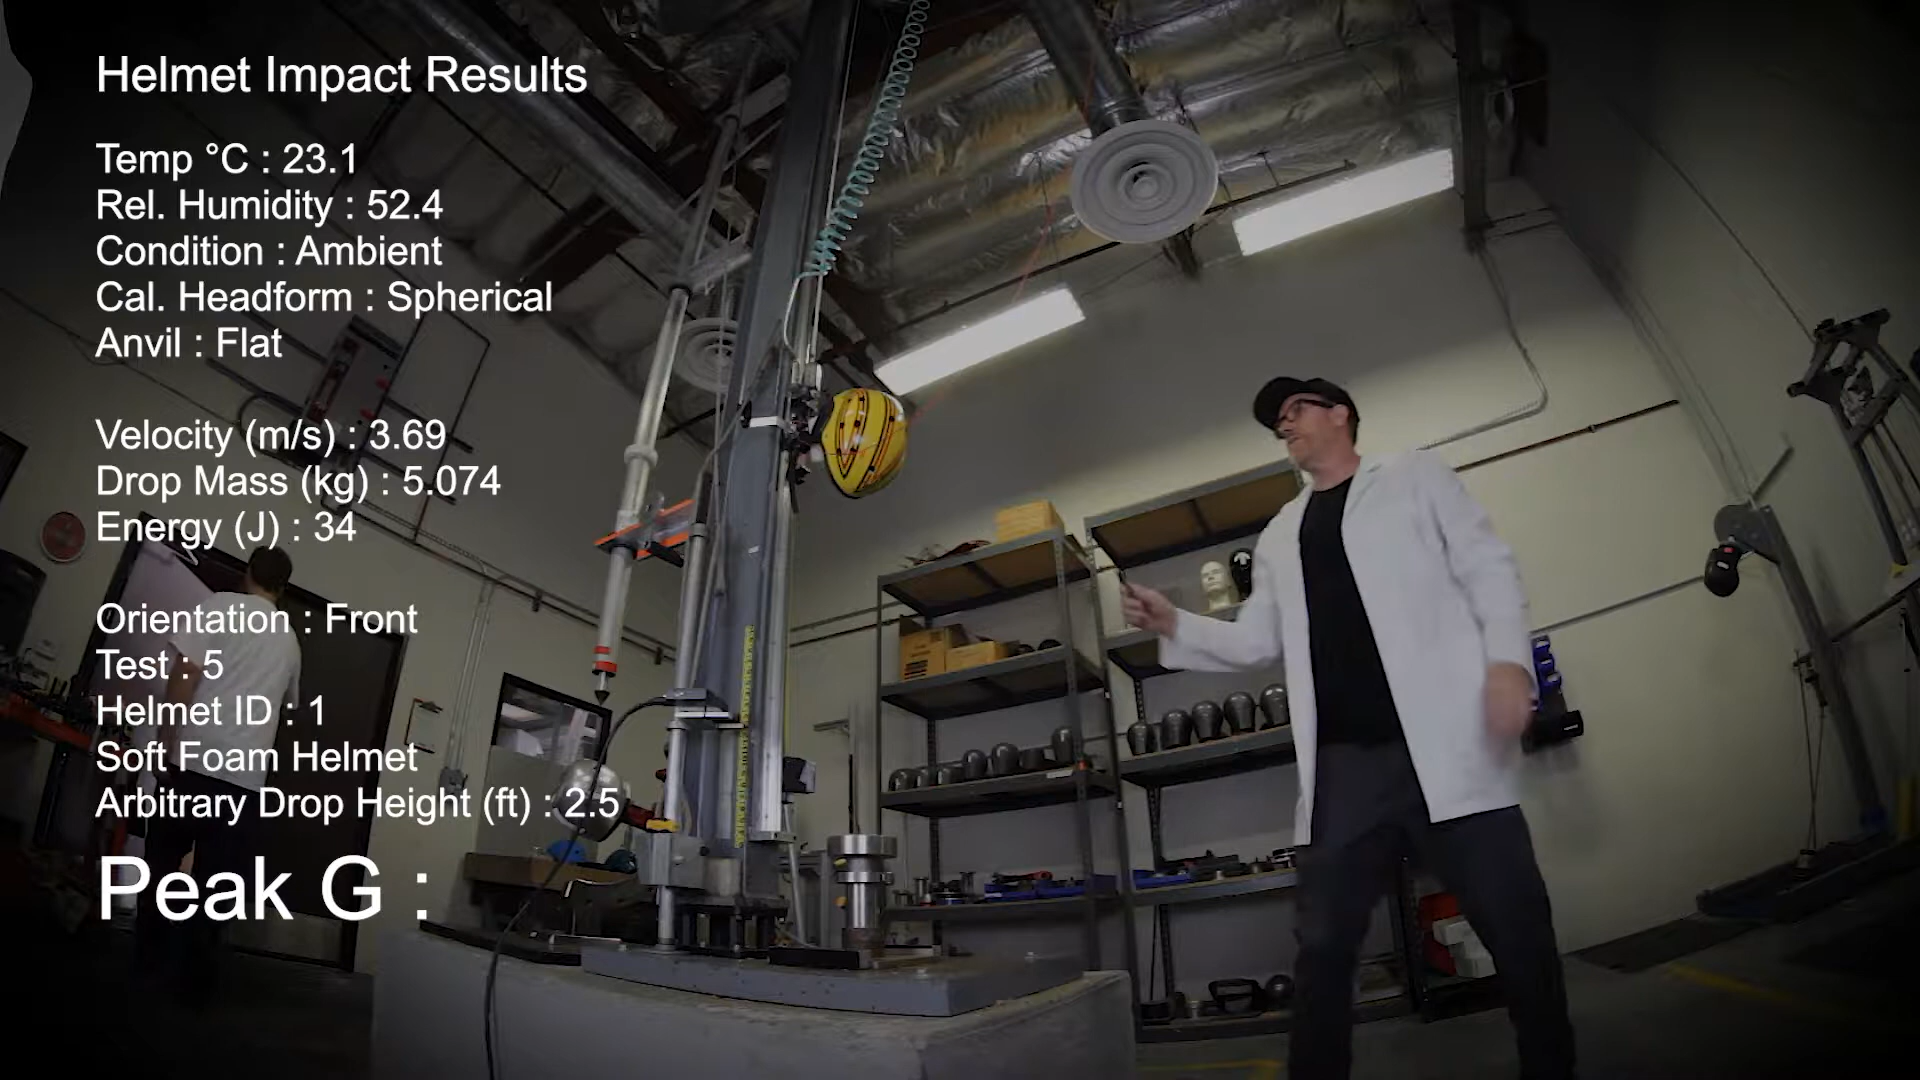 Helmet Impact Results
Temp °C : 23.1
Rel. Humidity : 52.4
Condition : Ambient
Cal. Headform : Spherical
Anvil : Flat
Velocity (m/s) : 3.69
Drop Mass (kg) : 5.074
Energy (J) : 34
Orientation : Front
Test : 5
Helmet ID : 1
Soft Foam Helmet
Arbitrary Drop Height (ft) : 2.5
Peak G :